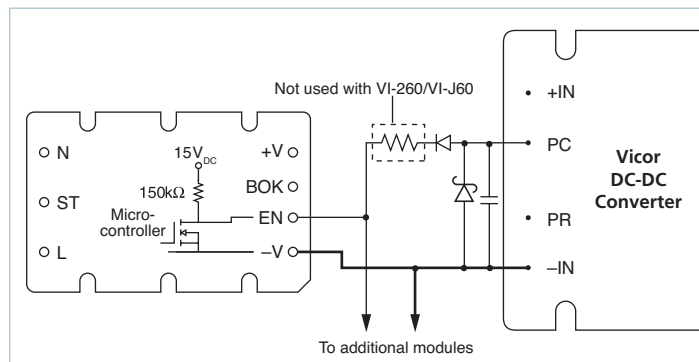 Not used with VI-260/VI-J60
N
ST
L
15VDC
150kΩ
Micro-
controller
+V
BOK
EN
–V
+IN
PC
PR
–IN
Vicor
DC-DC
Converter
To additional modules